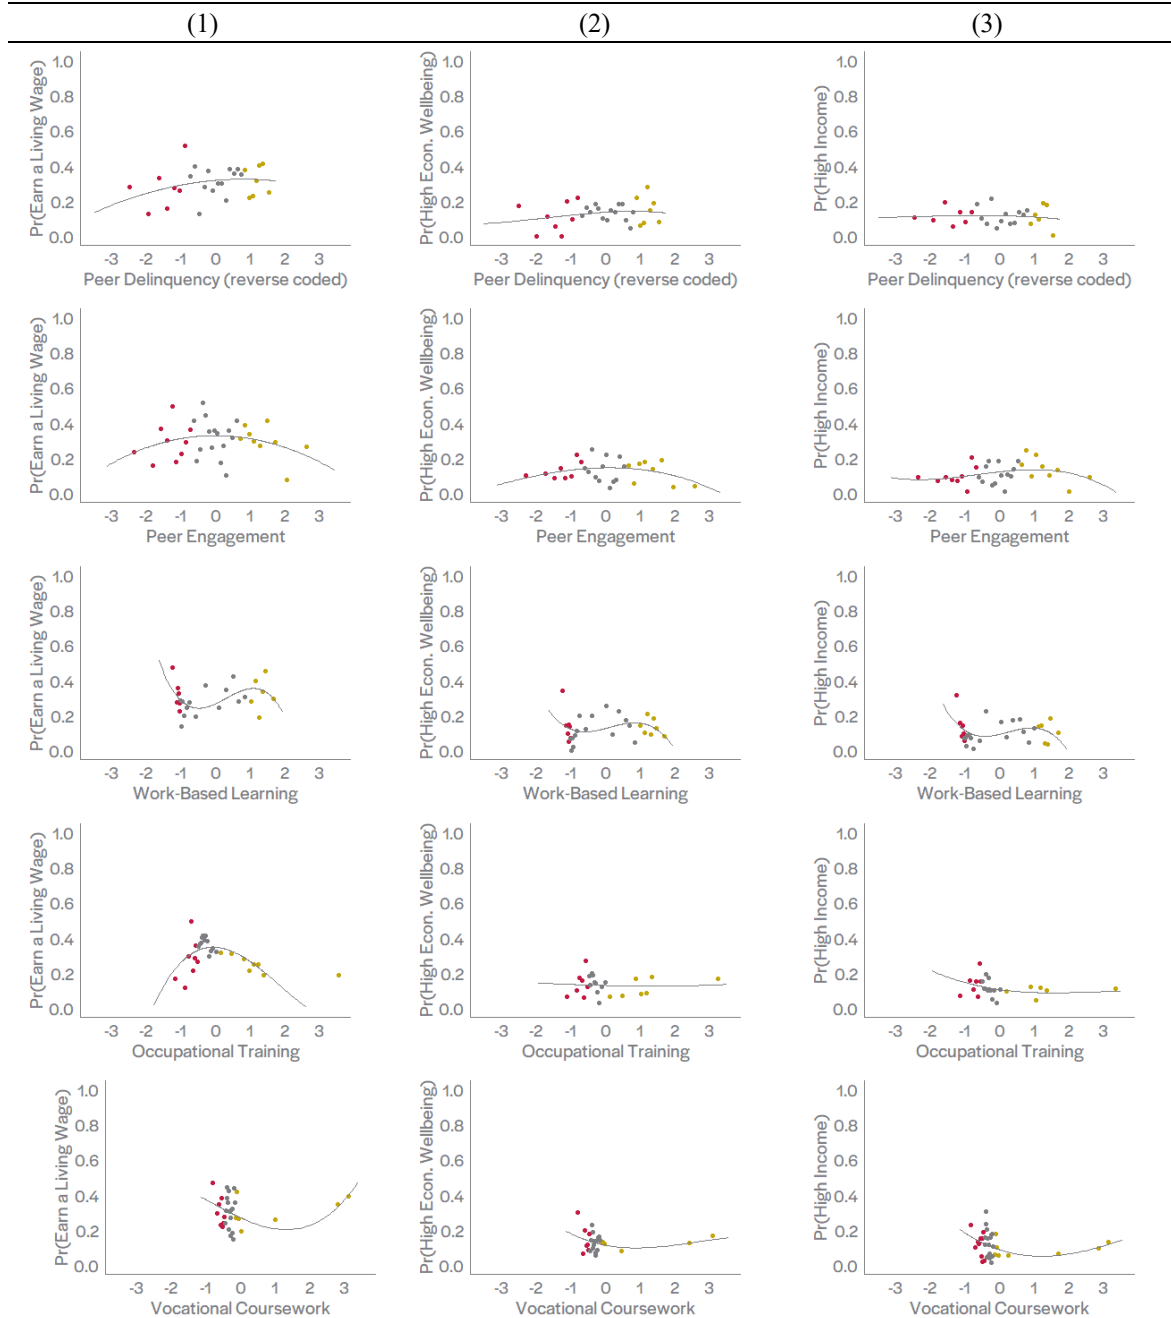 (1) (2) (3)
Pr(Earn a Living Wage)
1.0
0.8
0.6
0.4
0.2
0.0
-3 -2 -1 0 1 2 3
Peer Delinquency (reverse coded)
Pr(High Econ. Wellbeing)
1.0
0.8
0.6
0.4
0.2
0.0
-3 -2 -1 0 1 2 3
Peer Delinquency (reverse coded)
Pr(High Income)
1.0
0.8
0.6
0.4
0.2
0.0
-3 -2 -1 0 1 2 3
Peer Delinquency (reverse coded)
Pr(Earn a Living Wage)
1.0
0.8
0.6
0.4
0.2
0.0
-3 -2 -1 0 1 2 3
Peer Engagement
Pr(High Econ. Wellbeing)
1.0
0.8
0.6
0.4
0.2
0.0
-3 -2 -1 0 1 2 3
Peer Engagement
Pr(High Income)
1.0
0.8
0.6
0.4
0.2
0.0
-3 -2 -1 0 1 2 3
Peer Engagement
Pr(Earn a Living Wage)
1.0
0.8
0.6
0.4
0.2
0.0
-3 -2 -1 0 1 2 3
Work-Based Learning
Pr(High Econ. Wellbeing)
1.0
0.8
0.6
0.4
0.2
0.0
-3 -2 -1 0 1 2 3
Work-Based Learning
Pr(High Income)
1.0
0.8
0.6
0.4
0.2
0.0
-3 -2 -1 0 1 2 3
Work-Based Learning
Pr(Earn a Living Wage)
1.0
0.8
0.6
0.4
0.2
0.0
-3 -2 -1 0 1 2 3
Occupational Training
Pr(High Econ. Wellbeing)
1.0
0.8
0.6
0.4
0.2
0.0
-3 -2 -1 0 1 2 3
Occupational Training
Pr(High Income)
1.0
0.8
0.6
0.4
0.2
0.0
-3 -2 -1 0 1 2 3
Occupational Training
Pr(Earn a Living Wage)
1.0
0.8
0.6
0.4
0.2
0.0
-3 -2 -1 0 1 2 3
Vocational Coursework
Pr(High Econ. Wellbeing)
1.0
0.8
0.6
0.4
0.2
0.0
-3 -2 -1 0 1 2 3
Vocational Coursework
Pr(High Income)
1.0
0.8
0.6
0.4
0.2
0.0
-3 -2 -1 0 1 2 3
Vocational Coursework